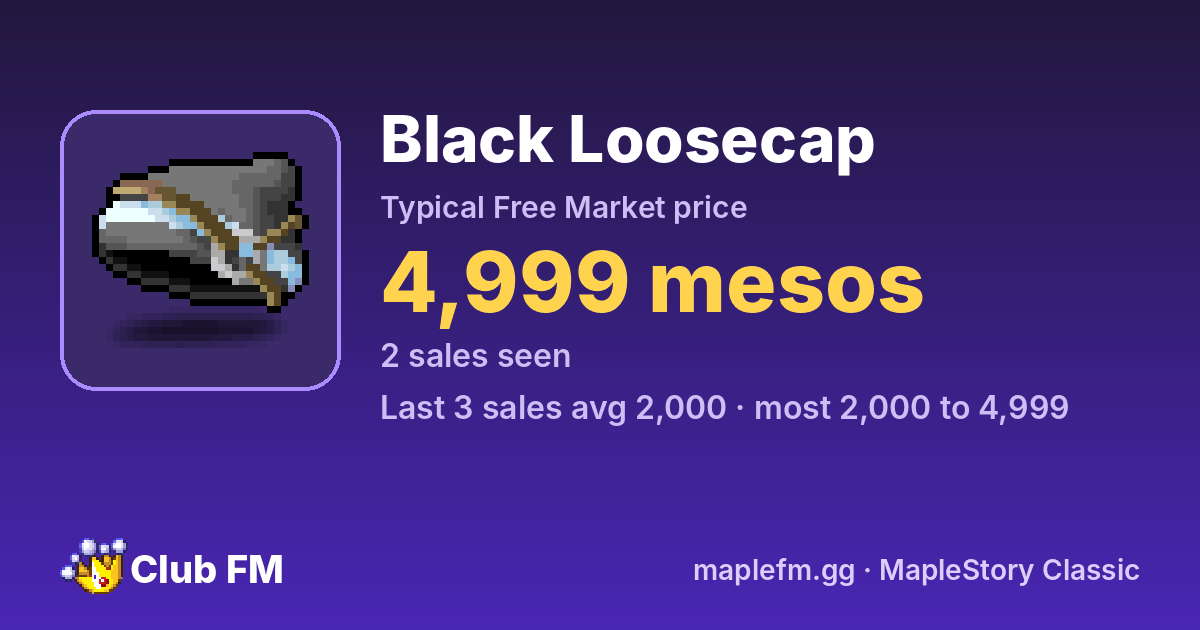 Black Loosecap
Typical Free Market price
4,999 mesos
2 sales seen
Last 3 sales avg 2,000 · most 2,000 to 4,999
Club FM
maplefm.gg · MapleStory Classic